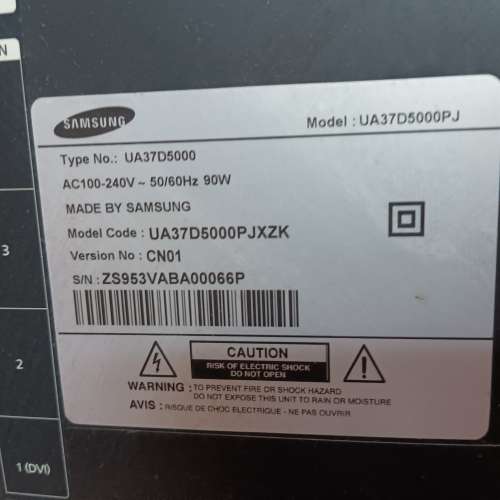 N
SAMSUNG
Model : UA37D5000PJ
Type No.: UA37D5000
AC100-240V ~ 50/60Hz 90W
MADE BY SAMSUNG
Model Code : UA37D5000PJXZK
Version No : CN01
S/N : ZS953VABA00066P
3
2
1 (DVI)
CAUTION
RISK OF ELECTRIC SHOCK
DO NOT OPEN
WARNING : TO PREVENT FIRE OR SHOCK HAZARD
DO NOT EXPOSE THIS UNIT TO RAIN OR MOISTURE
AVIS : RISQUE DE CHOC ELECTRIQUE - NE PAS OUVRIR